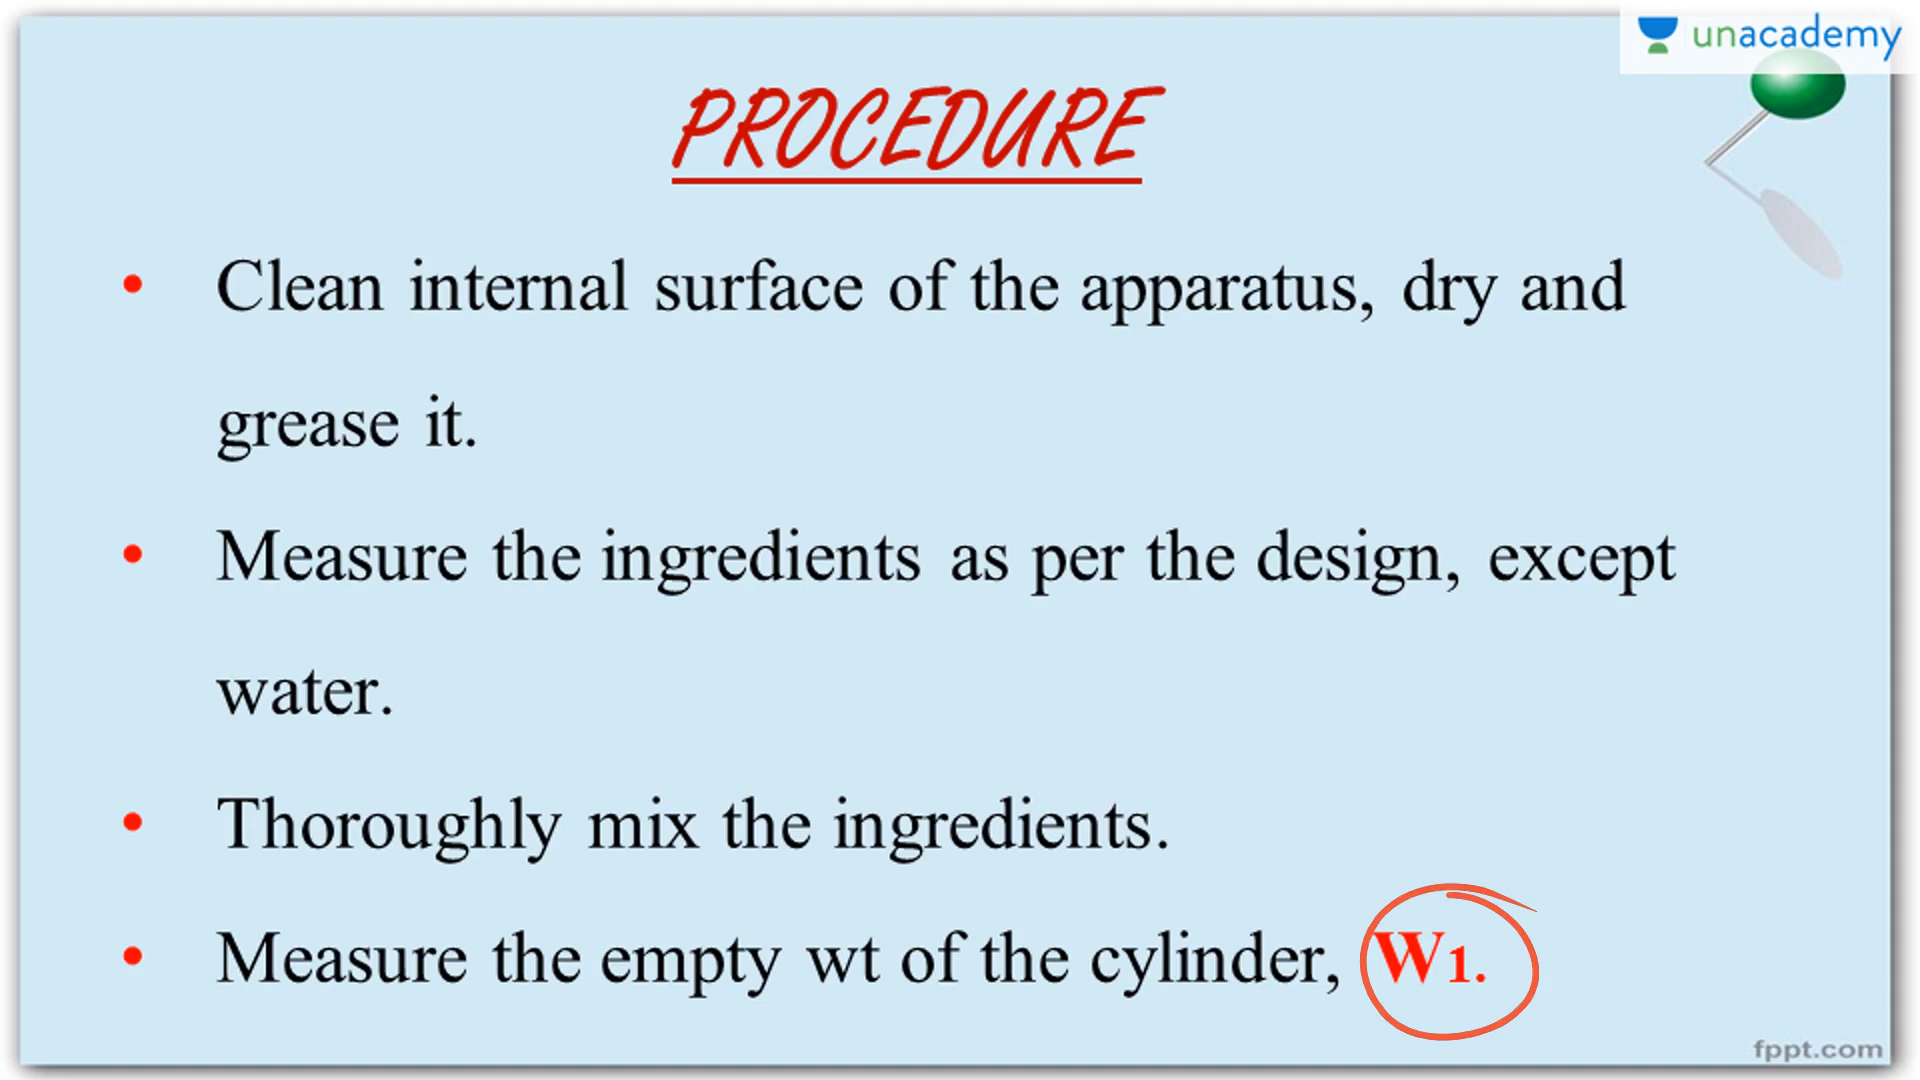 unacademy
PROCEDURE
• Clean internal surface of the apparatus, dry and
grease it.
• Measure the ingredients as per the design, except
water.
• Thoroughly mix the ingredients.
• Measure the empty wt of the cylinder, W1.
fppt.com